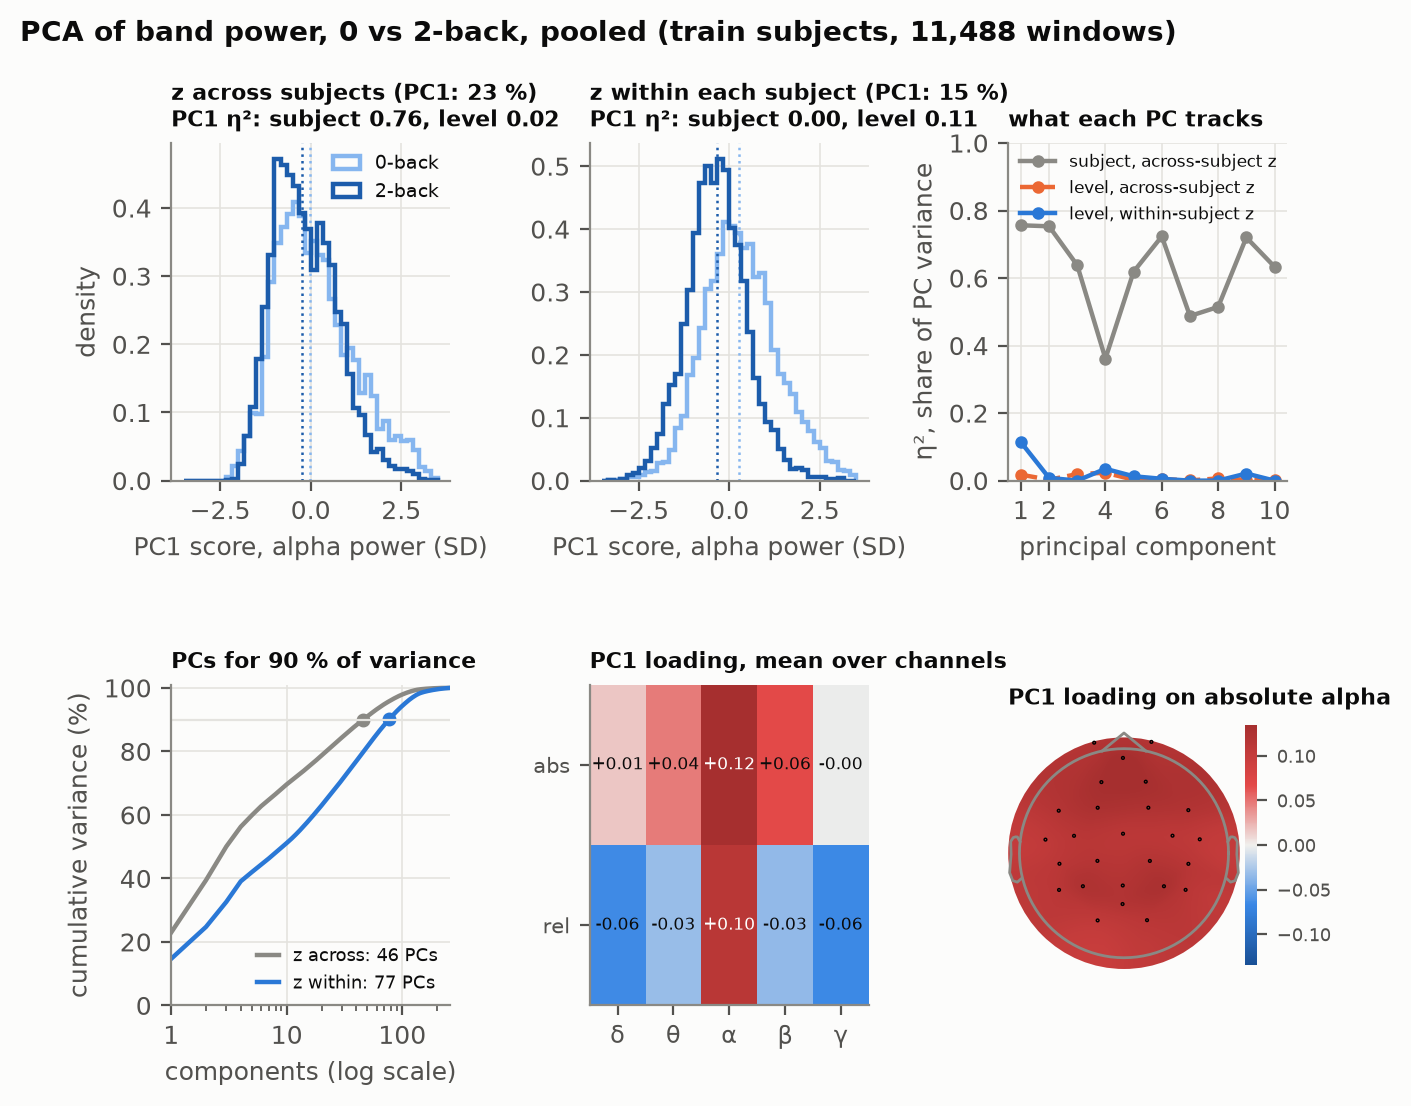 PCA of band power, 0 vs 2-back, pooled (train subjects, 11,488 windows)
z across subjects (PC1: 23 %)
PC1 η²: subject 0.76, level 0.02
0-back
2-back
density
0.4
0.3
0.2
0.1
0.0
−2.5
0.0
2.5
PC1 score, alpha power (SD)
z within each subject (PC1: 15 %)
PC1 η²: subject 0.00, level 0.11
0.5
0.4
0.3
0.2
0.1
0.0
−2.5
0.0
2.5
PC1 score, alpha power (SD)
what each PC tracks
subject, across-subject z
level, across-subject z
level, within-subject z
η², share of PC variance
1.0
0.8
0.6
0.4
0.2
0.0
1 2 4 6 8 10
principal component
PCs for 90 % of variance
cumulative variance (%)
100
80
60
40
20
0
z across: 46 PCs
z within: 77 PCs
1
10
100
components (log scale)
PC1 loading, mean over channels
abs
+0.01 +0.04 +0.12 +0.06 -0.00
rel
-0.06 -0.03 +0.10 -0.03 -0.06
δ θ α β γ
PC1 loading on absolute alpha
0.10
0.05
0.00
−0.05
−0.10